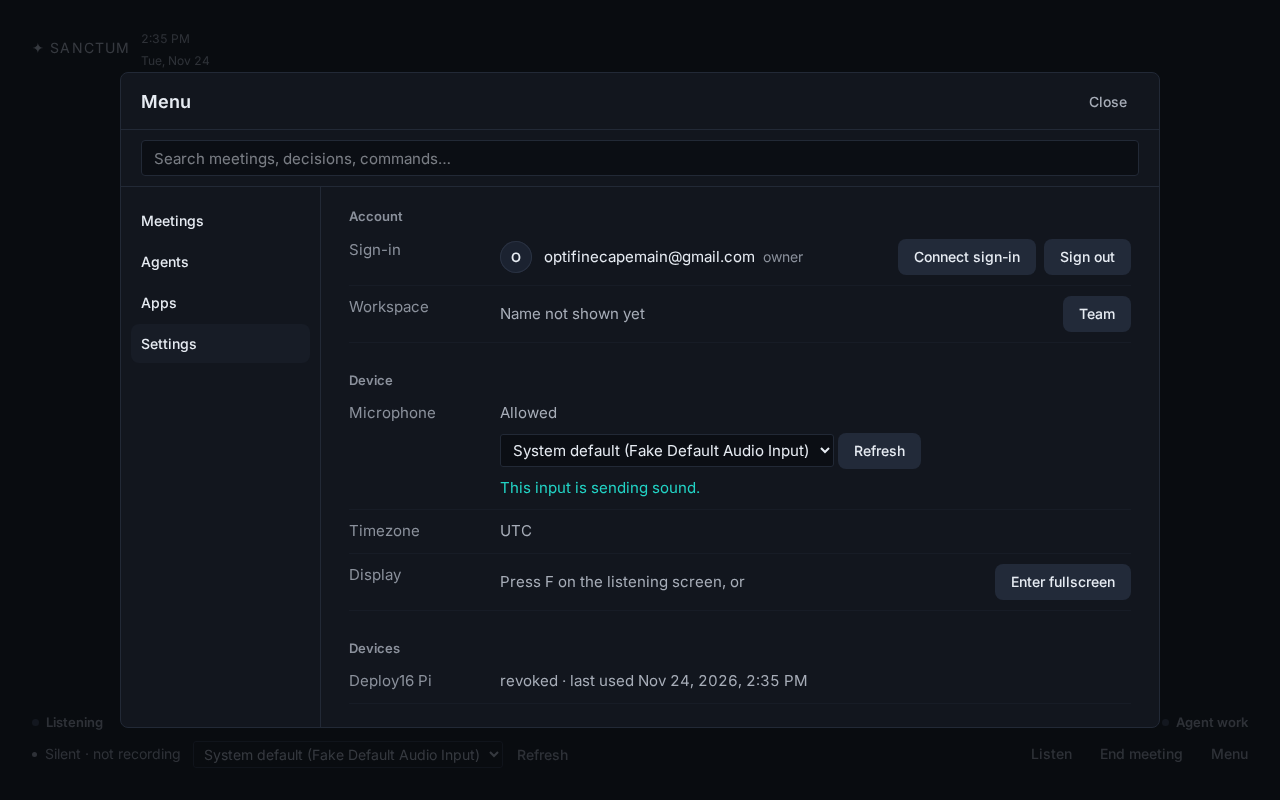 ✦ SANCTUM
2:35 PM
Tue, Nov 24
Menu
Close
Search meetings, decisions, commands...
Meetings
Agents
Apps
Settings
Account
Sign-in
O
optifinecapemain@gmail.com owner
Connect sign-in
Sign out
Workspace
Name not shown yet
Team
Device
Microphone
Allowed
System default (Fake Default Audio Input)
Refresh
This input is sending sound.
Timezone
UTC
Display
Press F on the listening screen, or
Enter fullscreen
Devices
Deploy16 Pi
revoked · last used Nov 24, 2026, 2:35 PM
Listening
Agent work
Silent · not recording
System default (Fake Default Audio Input)
Refresh
Listen
End meeting
Menu